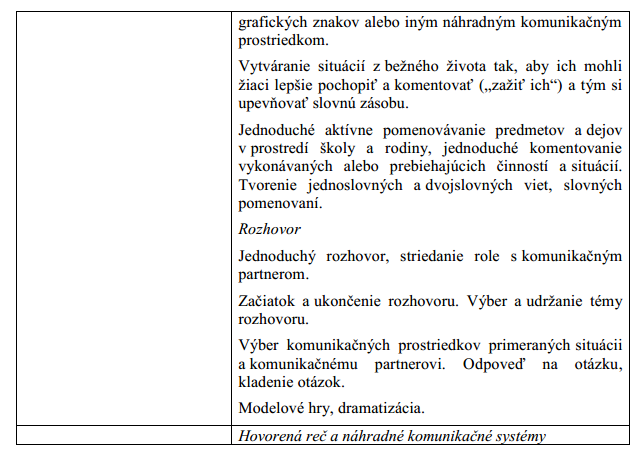 grafických znakov alebo iným náhradným komunikačným
prostriedkom.
Vytváranie situácií z bežného života tak, aby ich mohli
žiaci lepšie pochopiť a komentovať („zažiť ich“) a tým si
upevňovať slovnú zásobu.
Jednoduché aktívne pomenovávanie predmetov a dejov
v prostredí školy a rodiny, jednoduché komentovanie
vykonávaných alebo prebiehajúcich činností a situácií.
Tvorenie jednoslovných a dvojslovných viet, slovných
pomenovaní.
Rozhovor
Jednoduchý rozhovor, striedanie role s komunikačným
partnerom.
Začiatok a ukončenie rozhovoru. Výber a udržanie témy
rozhovoru.
Výber komunikačných prostriedkov primeraných situácii
a komunikačnému partnerovi. Odpoveď na otázku,
kladenie otázok.
Modelové hry, dramatizácia.
Hovorená reč a náhradné komunikačné systémy